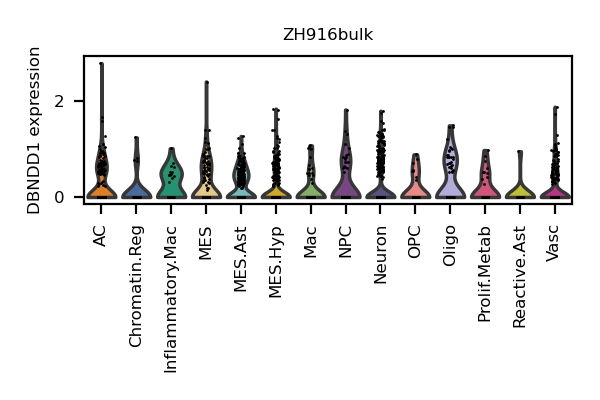 ZH916bulk
DBNDD1 expression
2
0
AC
Chromatin.Reg
Inflammatory.Mac
MES
MES.Ast
MES.Hyp
Mac
NPC
Neuron
OPC
Oligo
Prolif.Metab
Reactive.Ast
Vasc